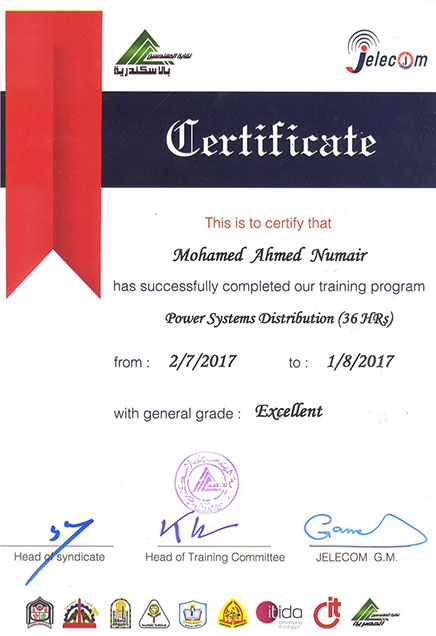 نقابة المهندسين
بالاسكندرية
Jelecom
Certificate
This is to certify that
Mohamed Ahmed Numair
has successfully completed our training program
Power Systems Distribution (36 HRs)
from : 2/7/2017 to : 1/8/2017
with general grade : Excellent
Head of syndicate Head of Training Committee JELECOM G.M.
itida
cit